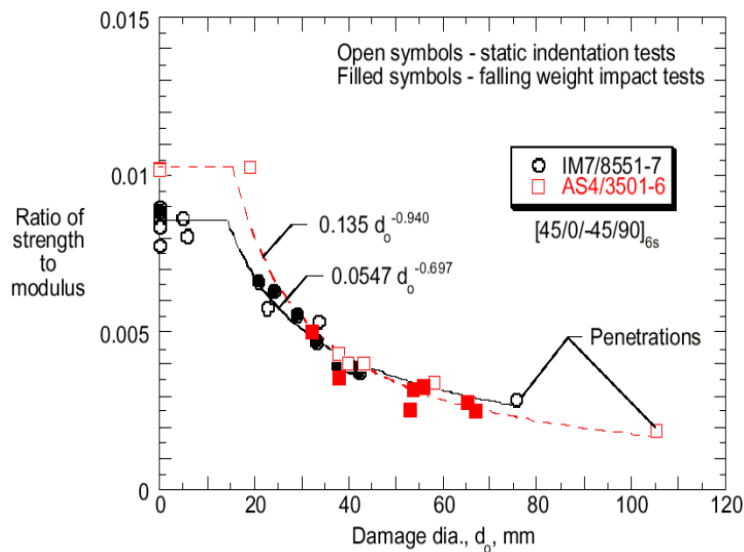 0.015
Open symbols - static indentation tests
Filled symbols - falling weight impact tests
IM7/8551-7
AS4/3501-6
0.01
Ratio of
strength
to
modulus
[45/0/-45/90]6s
0.135 do-0.940
0.0547 do-0.697
0.005
Penetrations
0
0 20 40 60 80 100 120
Damage dia., do, mm